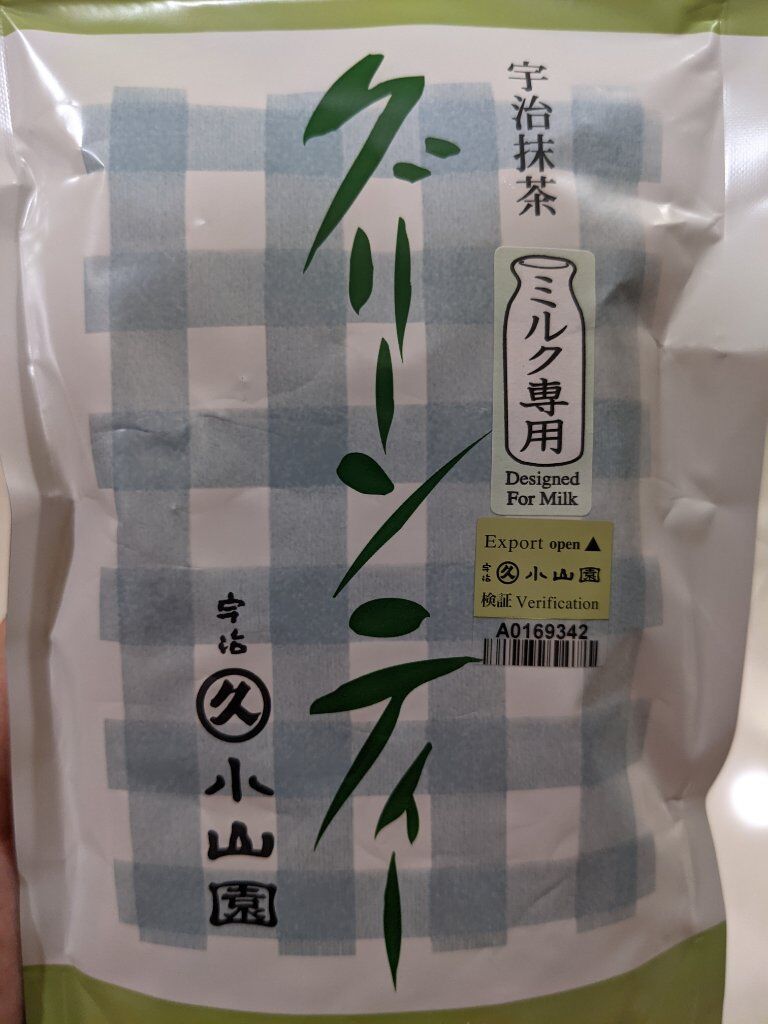 宇治抹茶
ミルク専用
Designed
For Milk
Export open ▲
宇治 久 小山園
検証 Verification
A0169342
グリーンティー
宇治
久
小山園